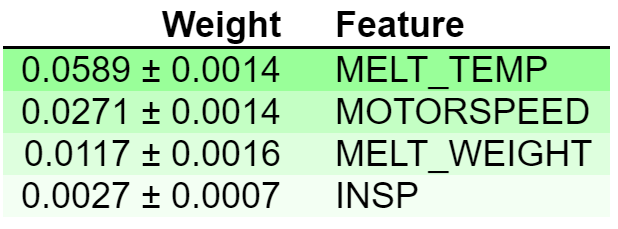 Weight Feature
0.0589 ± 0.0014 MELT_TEMP
0.0271 ± 0.0014 MOTORSPEED
0.0117 ± 0.0016 MELT_WEIGHT
0.0027 ± 0.0007 INSP